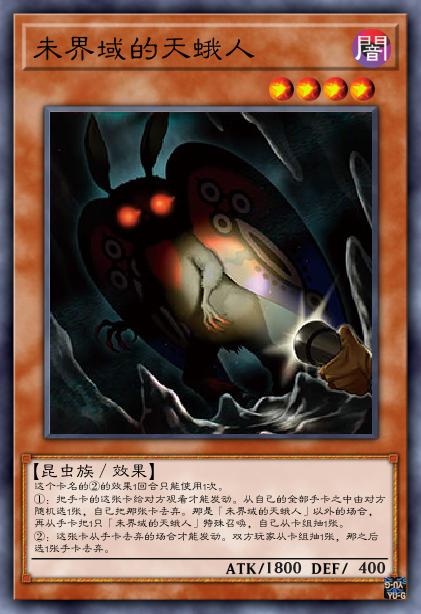 未界域的天蛾人
闇
【昆虫族/效果】
这个卡名的②的效果1回合只能使用1次。
①：把手卡的这张卡给对方观看才能发动。从自己的全部手卡之中由对方
随机选1张，自己把那张卡去弃。那是「未界域的天蛾人」以外的场合，
再从手卡把1只「未界域的天蛾人」特殊召唤，自己从卡组抽1张。
②：这张卡从手卡去弃的场合才能发动。双方玩家从卡组抽1张，那之后
选1张手卡去弃。
ATK/1800 DEF/ 400
YU-G